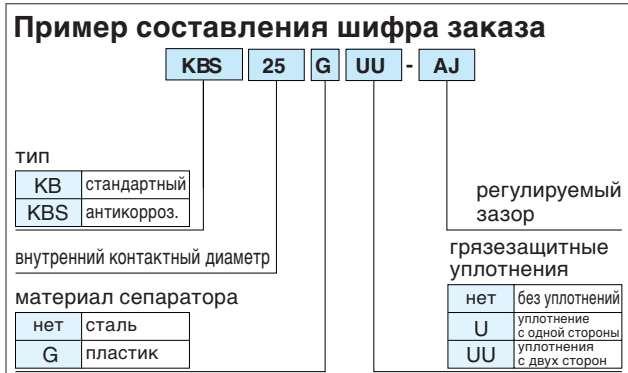 Пример составления шифра заказа
KBS 25 G UU - AJ
тип
KB стандартный
KBS антикорроз.
внутренний контактный диаметр
материал сепаратора
нет сталь
G пластик
регулируемый
зазор
грязезащитные
уплотнения
нет без уплотнений
U уплотнение
с одной стороны
UU уплотнения
с двух сторон